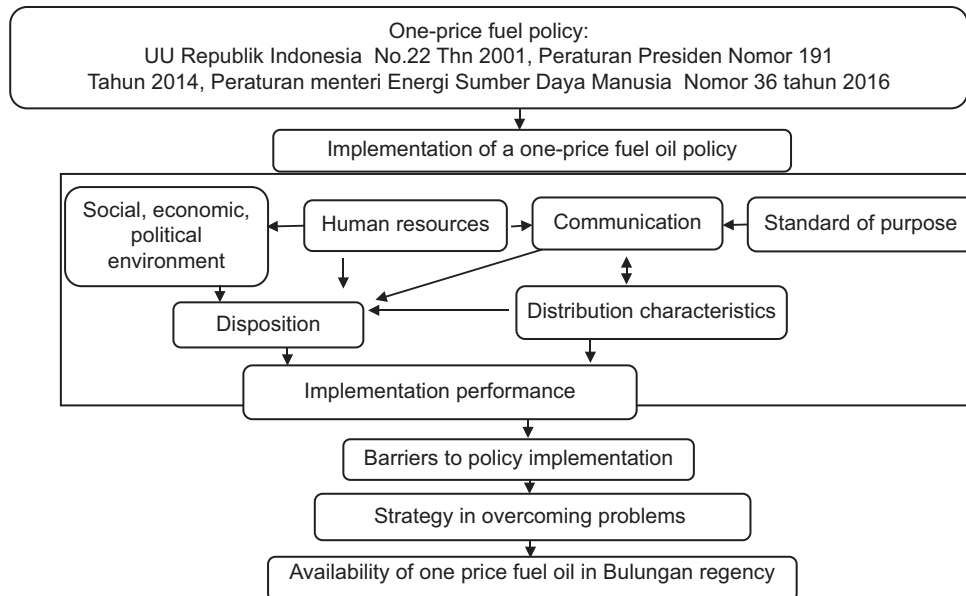 One-price fuel policy:
UU Republik Indonesia No.22 Thn 2001, Peraturan Presiden Nomor 191
Tahun 2014, Peraturan menteri Energi Sumber Daya Manusia Nomor 36 tahun 2016
Implementation of a one-price fuel oil policy
Social, economic,
political
environment
Human resources
Communication
Standard of purpose
Disposition
Distribution characteristics
Implementation performance
Barriers to policy implementation
Strategy in overcoming problems
Availability of one price fuel oil in Bulungan regency